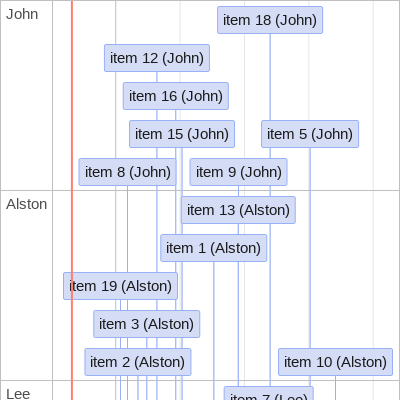 John
item 18 (John)
item 12 (John)
item 16 (John)
item 15 (John)
item 5 (John)
item 8 (John)
item 9 (John)
Alston
item 13 (Alston)
item 1 (Alston)
item 19 (Alston)
item 3 (Alston)
item 2 (Alston)
item 10 (Alston)
Lee
item 7 (Lee)